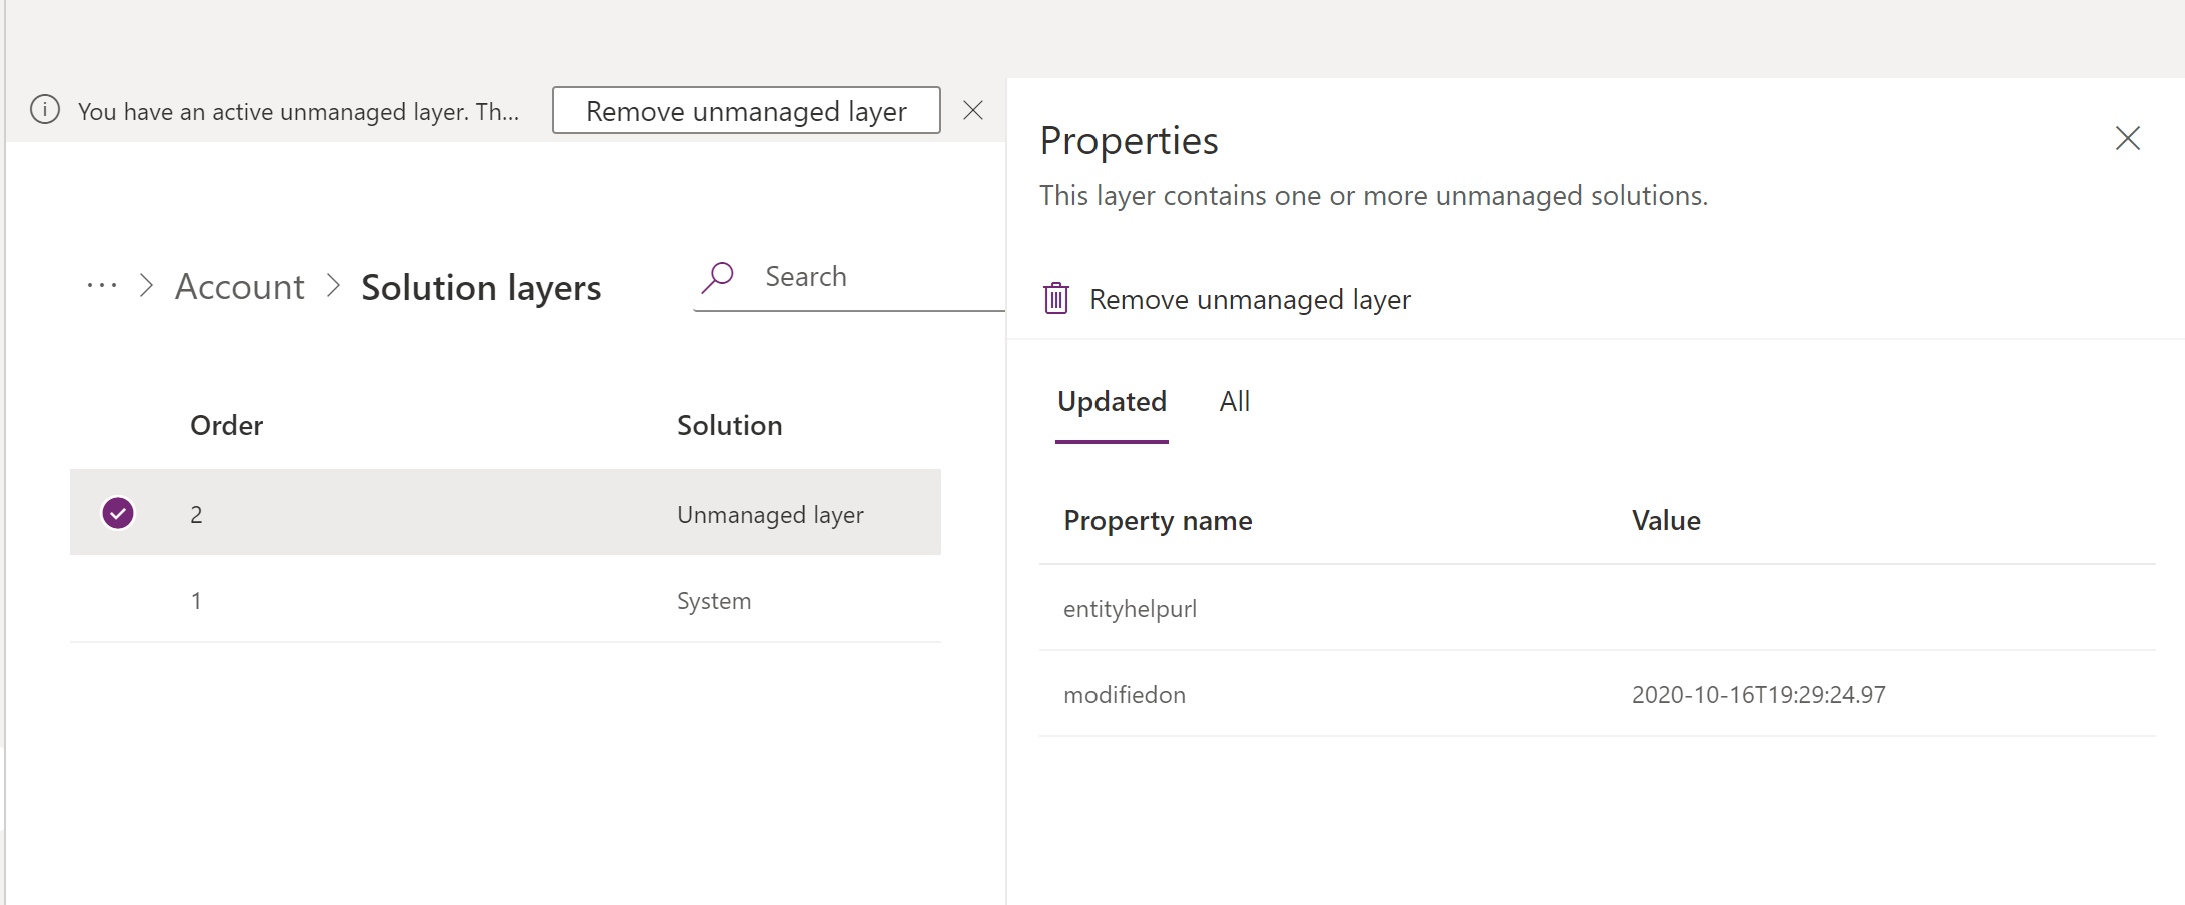 You have an active unmanaged layer. Th...
Remove unmanaged layer
··· > Account > Solution layers
Search
Order Solution
2 Unmanaged layer
1 System
Properties
This layer contains one or more unmanaged solutions.
Remove unmanaged layer
Updated All
Property name Value
entityhelpurl
modifiedon 2020-10-16T19:29:24.97